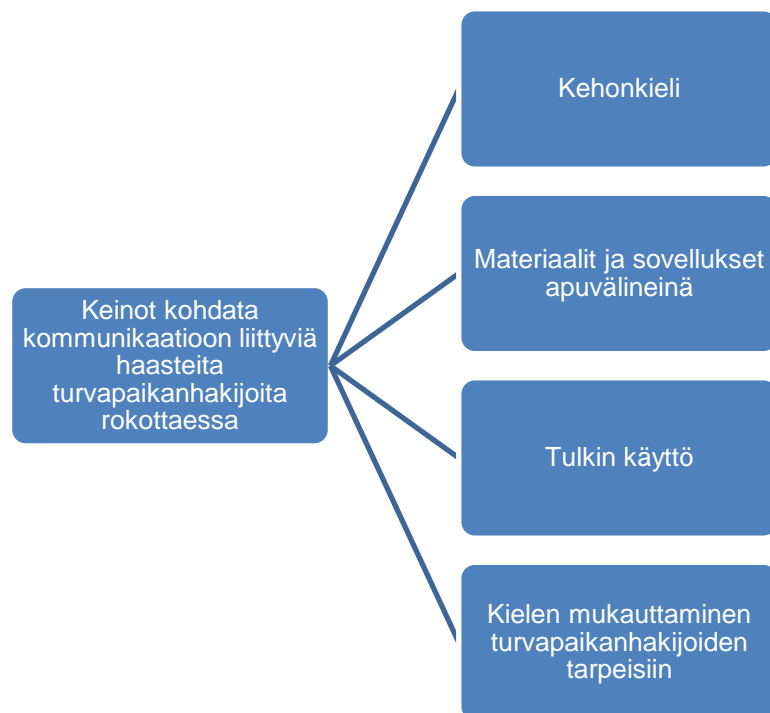 Kehonkieli
Materiaalit ja sovellukset
apuvälineinä
Keinot kohdata
kommunikaatioon liittyviä
haasteita
turvapaikanhakijoita
rokottaessa
Tulkin käyttö
Kielen mukauttaminen
turvapaikanhakijoiden
tarpeisiin